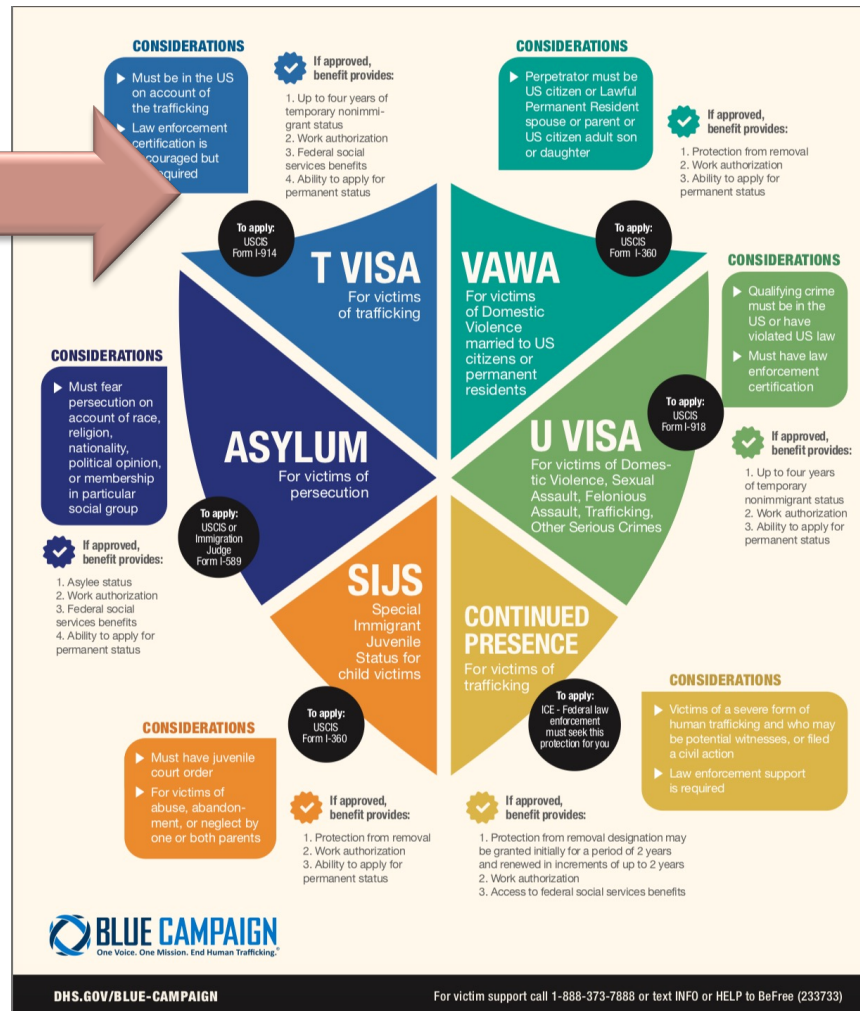 CONSIDERATIONS
▶ Must be in the US
on account of
the trafficking
Law enforcement
certification is
encouraged but
required
If approved,
benefit provides:
1. Up to four years of
temporary nonimmi-
grant status
2. Work authorization
3. Federal social
services benefits
4. Ability to apply for
permanent status
To apply:
USCIS
Form I-914
T VISA
For victims
of trafficking
CONSIDERATIONS
▶ Perpetrator must be
US citizen or Lawful
Permanent Resident
spouse or parent or
US citizen adult son
or daughter
If approved,
benefit provides:
1. Protection from removal
2. Work authorization
3. Ability to apply for
permanent status
To apply:
USCIS
Form I-360
VAWA
For victims
of Domestic
Violence
married to US
citizens or
permanent
residents
CONSIDERATIONS
▶ Qualifying crime
must be in the
US or have
violated US law
▶ Must have law
enforcement
certification
To apply:
USCIS
Form I-918
If approved,
benefit provides:
1. Up to four years
of temporary
nonimmigrant status
2. Work authorization
3. Ability to apply for
permanent status
U VISA
For victims of Domes-
tic Violence, Sexual
Assault, Felonious
Assault, Trafficking,
Other Serious Crimes
CONSIDERATIONS
▶ Must fear
persecution on
account of race,
religion,
nationality,
political opinion,
or membership
in particular
social group
ASYLUM
For victims of
persecution
To apply:
USCIS or
Immigration
Judge
Form I-589
If approved,
benefit provides:
1. Asylee status
2. Work authorization
3. Federal social
services benefits
4. Ability to apply for
permanent status
SIJS
Special
Immigrant
Juvenile
Status for
child victims
To apply:
USCIS
Form I-360
CONSIDERATIONS
▶ Must have juvenile
court order
▶ For victims of
abuse, abandon-
ment, or neglect by
one or both parents
If approved,
benefit provides:
1. Protection from removal
2. Work authorization
3. Ability to apply for
permanent status
CONTINUED
PRESENCE
For victims of
trafficking
To apply:
ICE - Federal law
enforcement
must seek this
protection for you
CONSIDERATIONS
▶ Victims of a severe form of
human trafficking and who may
be potential witnesses, or filed
a civil action
▶ Law enforcement support
is required
If approved,
benefit provides:
1. Protection from removal designation may
be granted initially for a period of 2 years
and renewed in increments of up to 2 years
2. Work authorization
3. Access to federal social services benefits
BLUE CAMPAIGN
One Voice. One Mission. End Human Trafficking.®
DHS.GOV/BLUE-CAMPAIGN
For victim support call 1-888-373-7888 or text INFO or HELP to BeFree (233733)